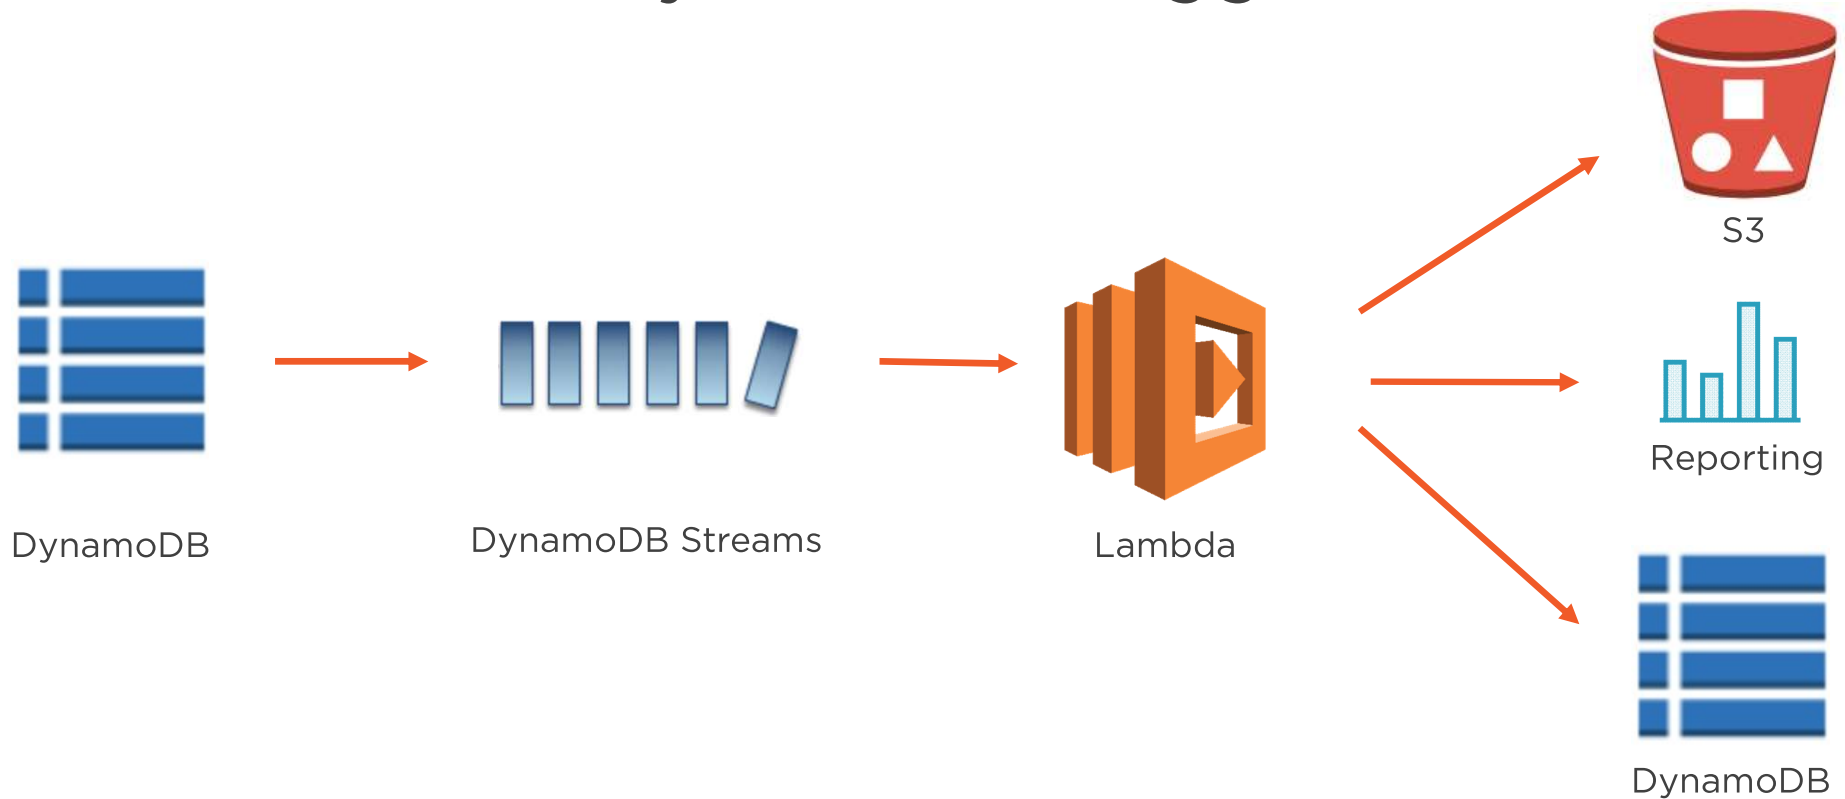 DynamoDB
DynamoDB Streams
Lambda
S3
Reporting
DynamoDB